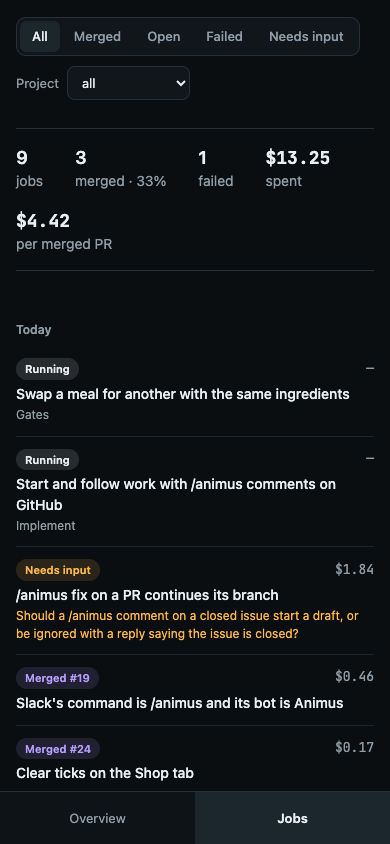 All Merged Open Failed Needs input
Project all
9 3 1 $13.25
jobs merged · 33% failed spent
$4.42
per merged PR
Today
Running –
Swap a meal for another with the same ingredients
Gates
Running –
Start and follow work with /animus comments on
GitHub
Implement
Needs input $1.84
/animus fix on a PR continues its branch
Should a /animus comment on a closed issue start a draft, or
be ignored with a reply saying the issue is closed?
Merged #19 $0.46
Slack's command is /animus and its bot is Animus
Merged #24 $0.17
Clear ticks on the Shop tab
Overview Jobs